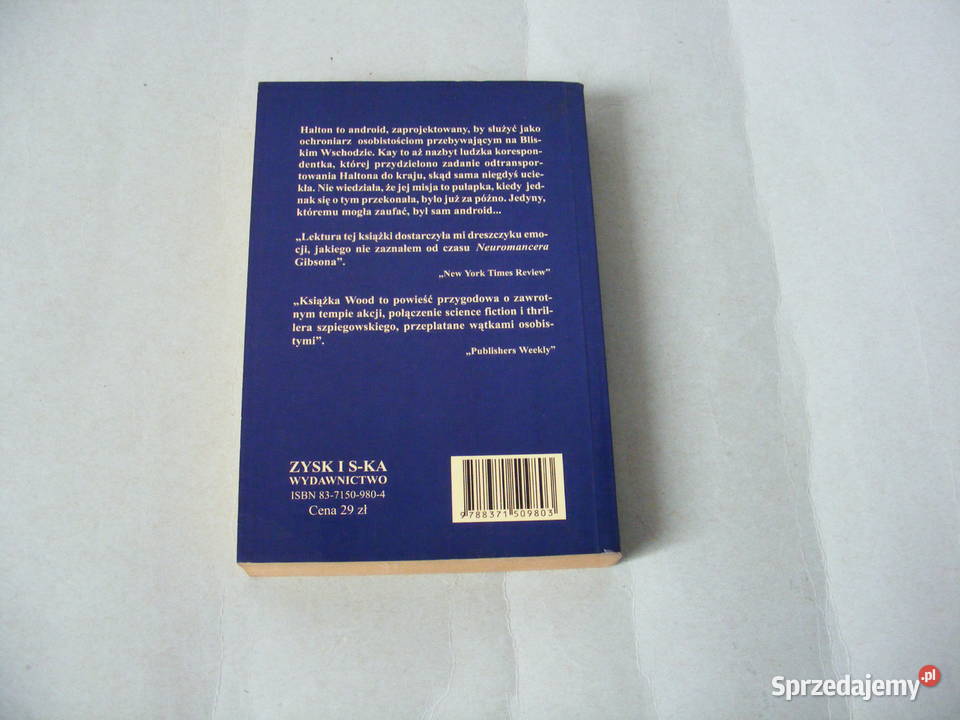 Halton to android, zaprojektowany, by służyć jako
ochroniarz osobistościom przebywającym na Blis-
kim Wschodzie. Kay to aż nazbyt ludzka korespon-
dentka, której przydzielono zadanie odtranspor-
towania Haltona do kraju, skąd sama niegdyś ucie-
kła. Nie wiedziała, że jej misja to pułapka, kiedy jed-
nak się o tym przekonała, było już za późno. Jedyny,
któremu mogła zaufać, był sam android...
„Lektura tej książki dostarczyła mi dreszczyku emo-
cji, jakiego nie zaznałem od czasu Neuromancera
Gibsona”.
„New York Times Review”
„Książka Wood to powieść przygodowa o zawrot-
nym tempie akcji, połączenie science fiction i thril-
lera szpiegowskiego, przeplatane wątkami osobis-
tymi”.
„Publishers Weekly”
ZYSK I S-KA
WYDAWNICTWO
ISBN 83-7150-980-4
Cena 29 zł
9788371509803
Sprzedajemy.pl